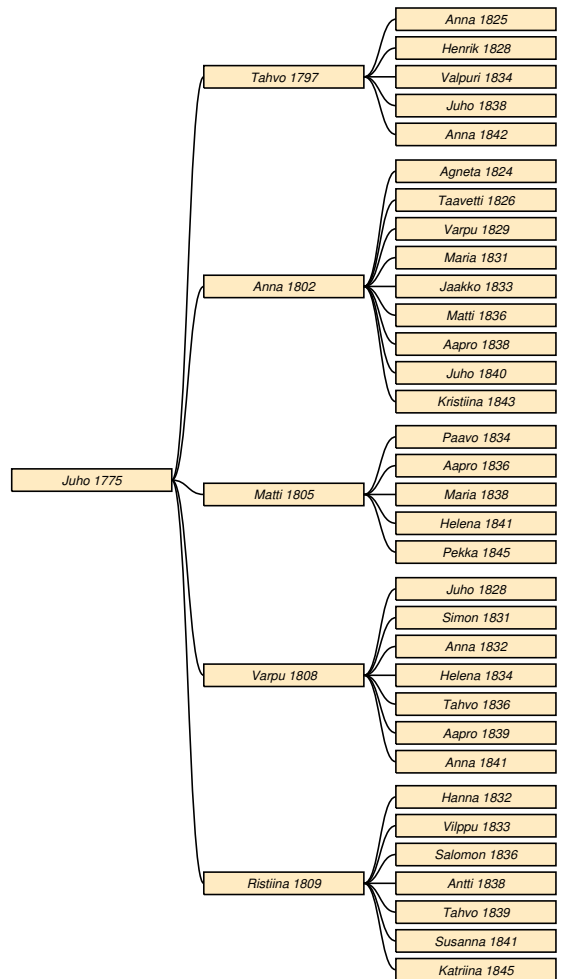 Juho 1775
Tahvo 1797
Anna 1825
Henrik 1828
Valpuri 1834
Juho 1838
Anna 1842
Anna 1802
Agneta 1824
Taavetti 1826
Varpu 1829
Maria 1831
Jaakko 1833
Matti 1836
Aapro 1838
Juho 1840
Kristiina 1843
Matti 1805
Paavo 1834
Aapro 1836
Maria 1838
Helena 1841
Pekka 1845
Varpu 1808
Juho 1828
Simon 1831
Anna 1832
Helena 1834
Tahvo 1836
Aapro 1839
Anna 1841
Ristiina 1809
Hanna 1832
Vilppu 1833
Salomon 1836
Antti 1838
Tahvo 1839
Susanna 1841
Katriina 1845